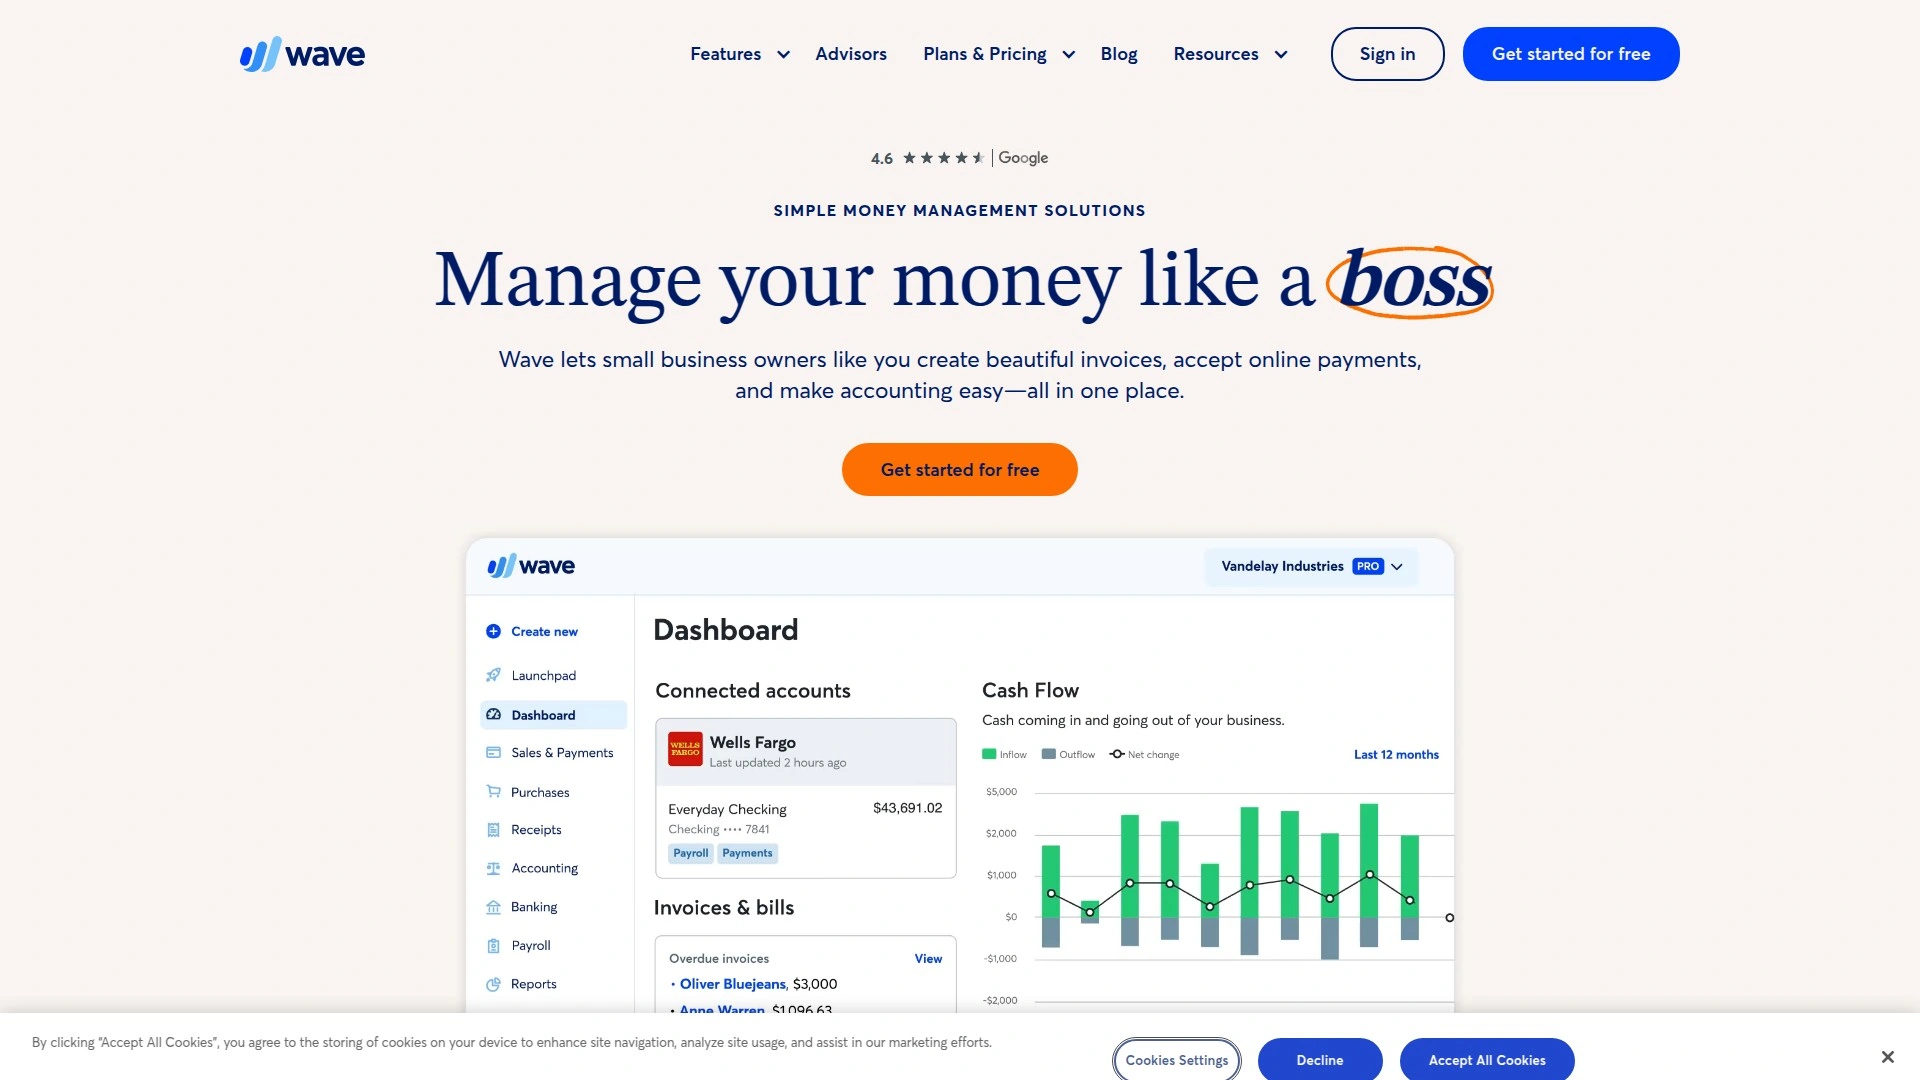 wave
Features
Advisors
Plans & Pricing
Blog
Resources
Sign in
Get started for free
4.6
Google
SIMPLE MONEY MANAGEMENT SOLUTIONS
Manage your money like a boss
Wave lets small business owners like you create beautiful invoices, accept online payments,
and make accounting easy—all in one place.
Get started for free
wave
Vandelay Industries PRO
Create new
Launchpad
Dashboard
Sales & Payments
Purchases
Receipts
Accounting
Banking
Payroll
Reports
Dashboard
Connected accounts
WELLS FARGO
Wells Fargo
Last updated 2 hours ago
Everyday Checking $43,691.02
Checking •••• 7841
Payroll Payments
Invoices & bills
Overdue invoices View
• Oliver Bluejeans, $3,000
• Anne Warren, $1,096.63
Cash Flow
Cash coming in and going out of your business.
Inflow Outflow Net change Last 12 months
$5,000
$2,000
$1,000
$0
-$1,000
-$2,000
By clicking “Accept All Cookies”, you agree to the storing of cookies on your device to enhance site navigation, analyze site usage, and assist in our marketing efforts.
Cookies Settings
Decline
Accept All Cookies